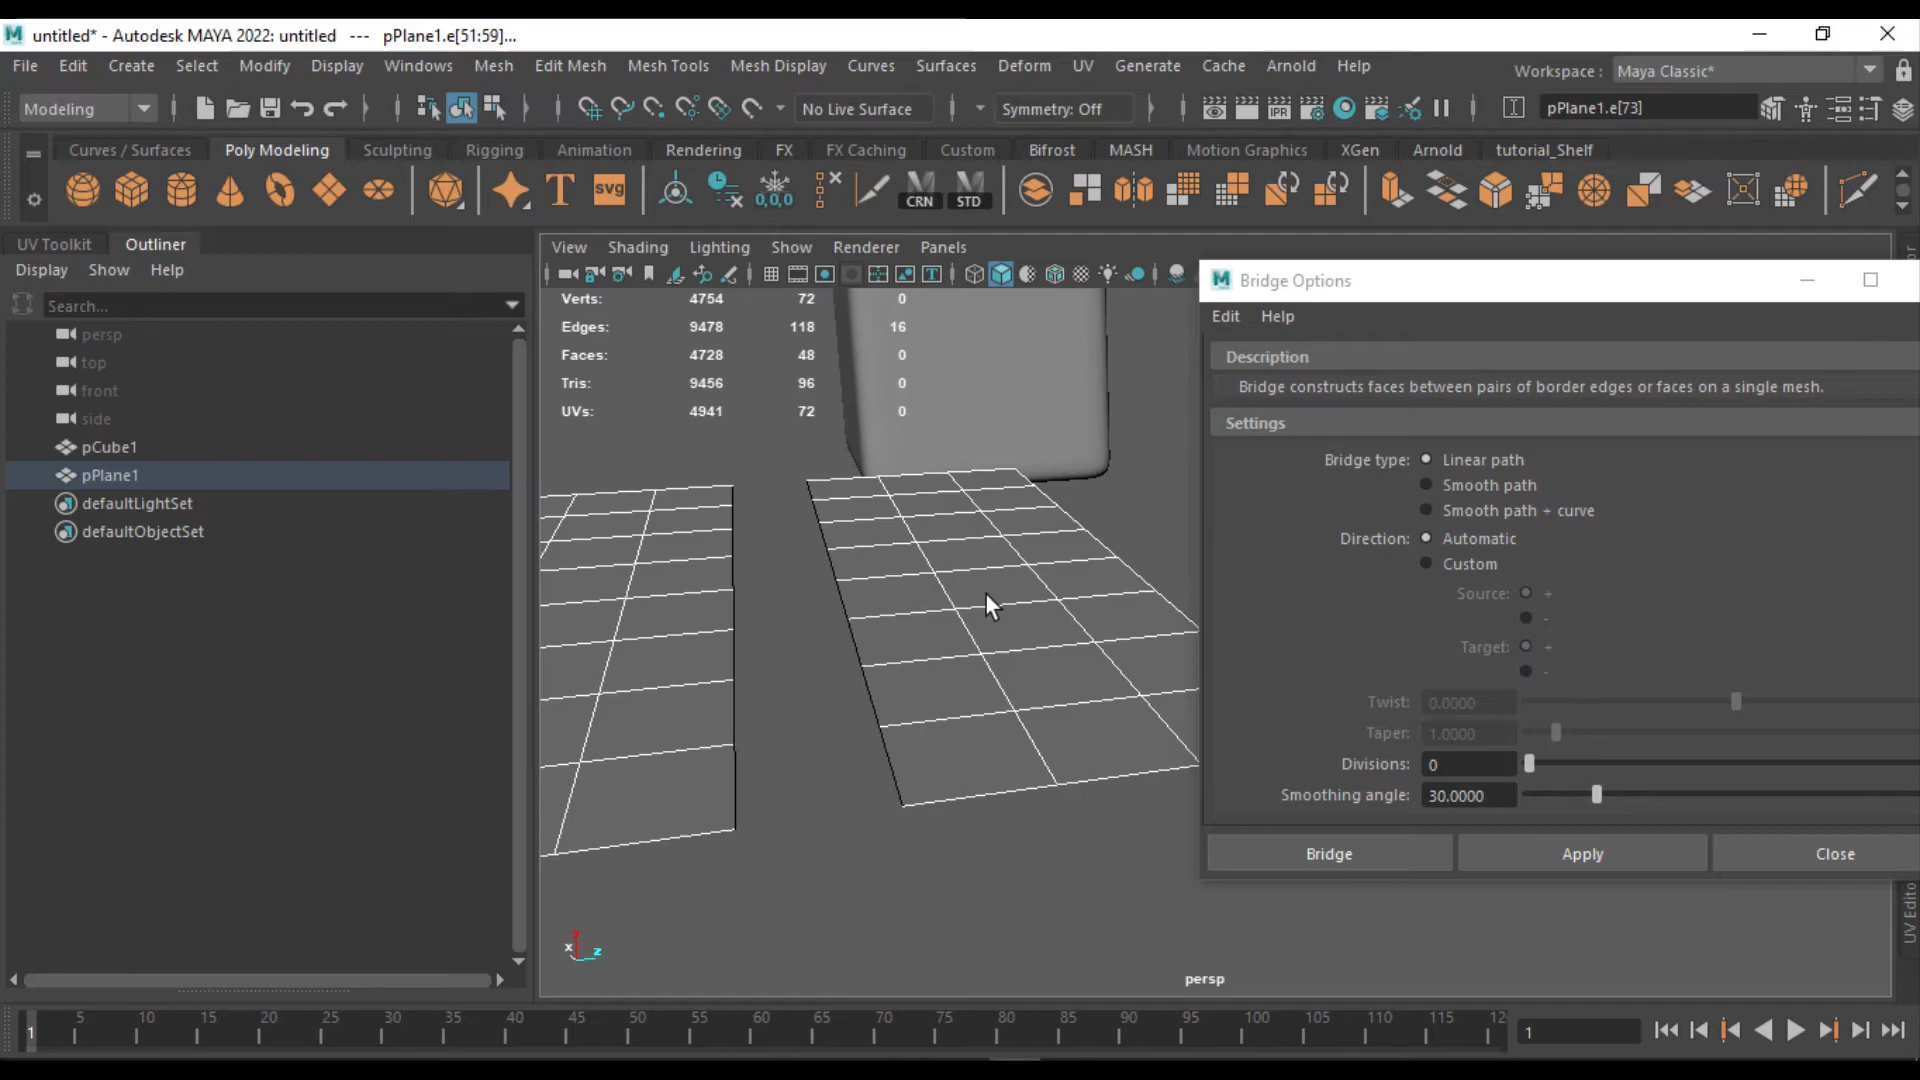 untitled* - Autodesk MAYA 2022: untitled --- pPlane1.e[51:59]...
File Edit Create Select Modify Display Windows Mesh Edit Mesh Mesh Tools Mesh Display Curves Surfaces Deform UV Generate Cache Arnold Help Workspace : Maya Classic*
Modeling No Live Surface Symmetry: Off IPR pPlane1.e[73]
Curves / Surfaces Poly Modeling Sculpting Rigging Animation Rendering FX FX Caching Custom Bifrost MASH Motion Graphics XGen Arnold tutorial_Shelf
T svg 0,0,0 CRN STD
UV Toolkit Outliner
View Shading Lighting Show Renderer Panels
Display Show Help
Search...
persp
top
front
side
pCube1
pPlane1
defaultLightSet
defaultObjectSet
Verts: 4754 72 0
Edges: 9478 118 16
Faces: 4728 48 0
Tris: 9456 96 0
UVs: 4941 72 0
Bridge Options
Edit Help
Description
Bridge constructs faces between pairs of border edges or faces on a single mesh.
Settings
Bridge type: Linear path
Smooth path
Smooth path + curve
Direction: Automatic
Custom
Source: +
-
Target: +
-
Twist: 0.0000
Taper: 1.0000
Divisions: 0
Smoothing angle: 30.0000
Bridge Apply Close
UV Edito
y
x z
persp
1 5 10 15 20 25 30 35 40 45 50 55 60 65 70 75 80 85 90 95 100 105 110 115 12
1